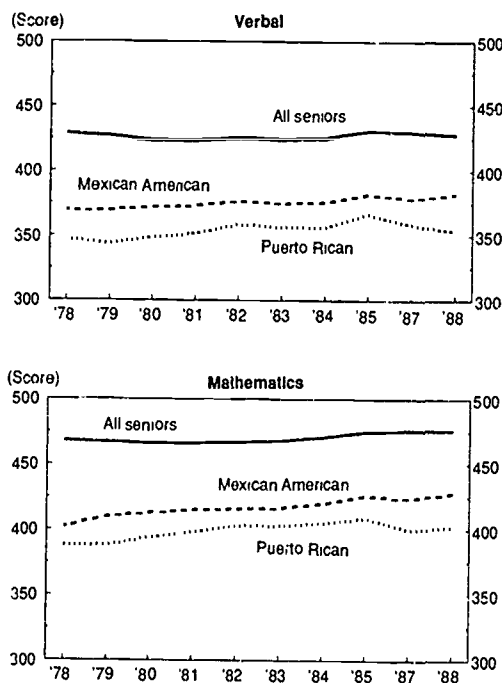 (Score) Verbal
500 500
450 450
400 400
350 350
300 300
All seniors
Mexican American
Puerto Rican
'78 '79 '80 '81 '82 '83 '84 '85 '87 '88
(Score) Mathematics
500 500
450 450
400 400
350 350
300 300
All seniors
Mexican American
Puerto Rican
'78 '79 '80 '81 '82 '83 '84 '85 '87 '88